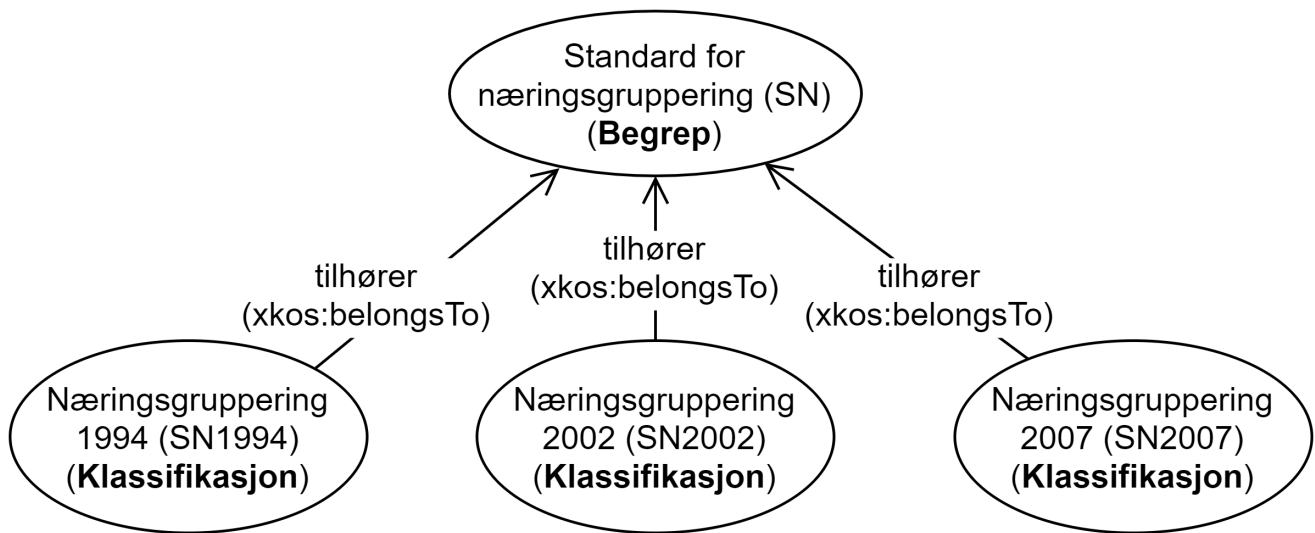 Standard for
næringsgruppering (SN)
(Begrep)
tilhører
(xkos:belongsTo)
tilhører
(xkos:belongsTo)
tilhører
(xkos:belongsTo)
Næringsgruppering
1994 (SN1994)
(Klassifikasjon)
Næringsgruppering
2002 (SN2002)
(Klassifikasjon)
Næringsgruppering
2007 (SN2007)
(Klassifikasjon)